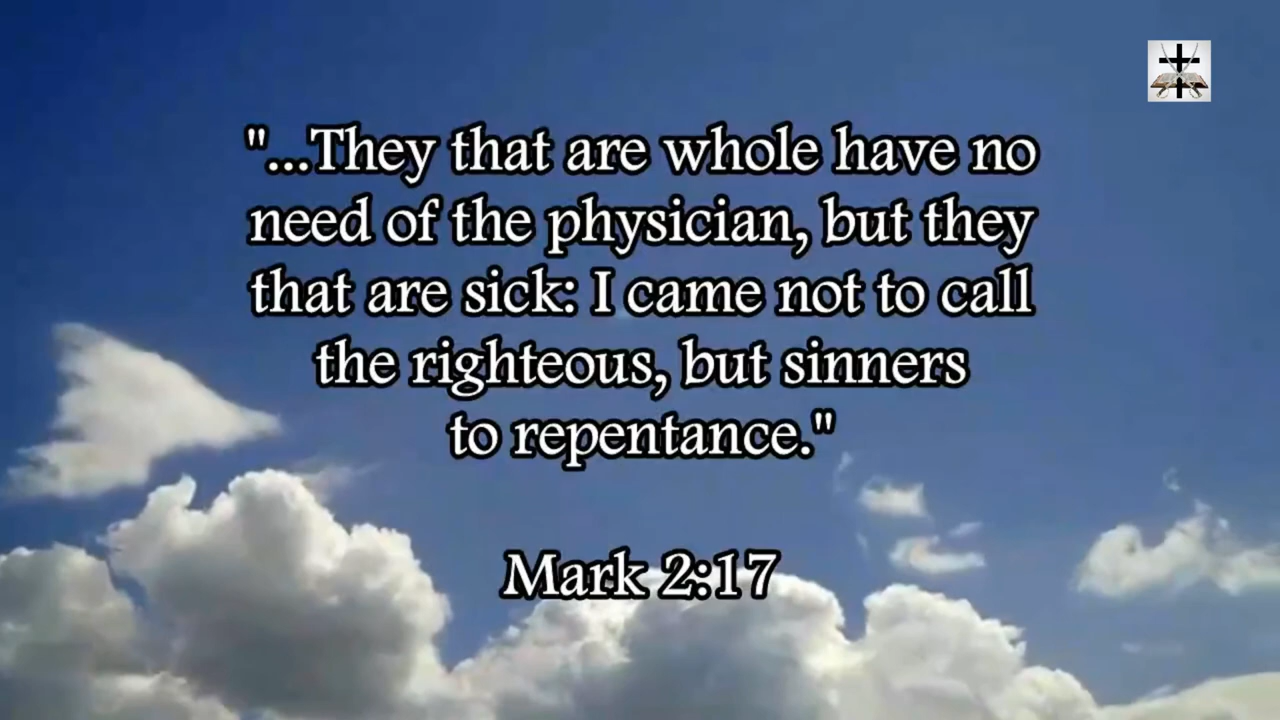 "...They that are whole have no
need of the physician, but they
that are sick: I came not to call
the righteous, but sinners
to repentance."
Mark 2:17